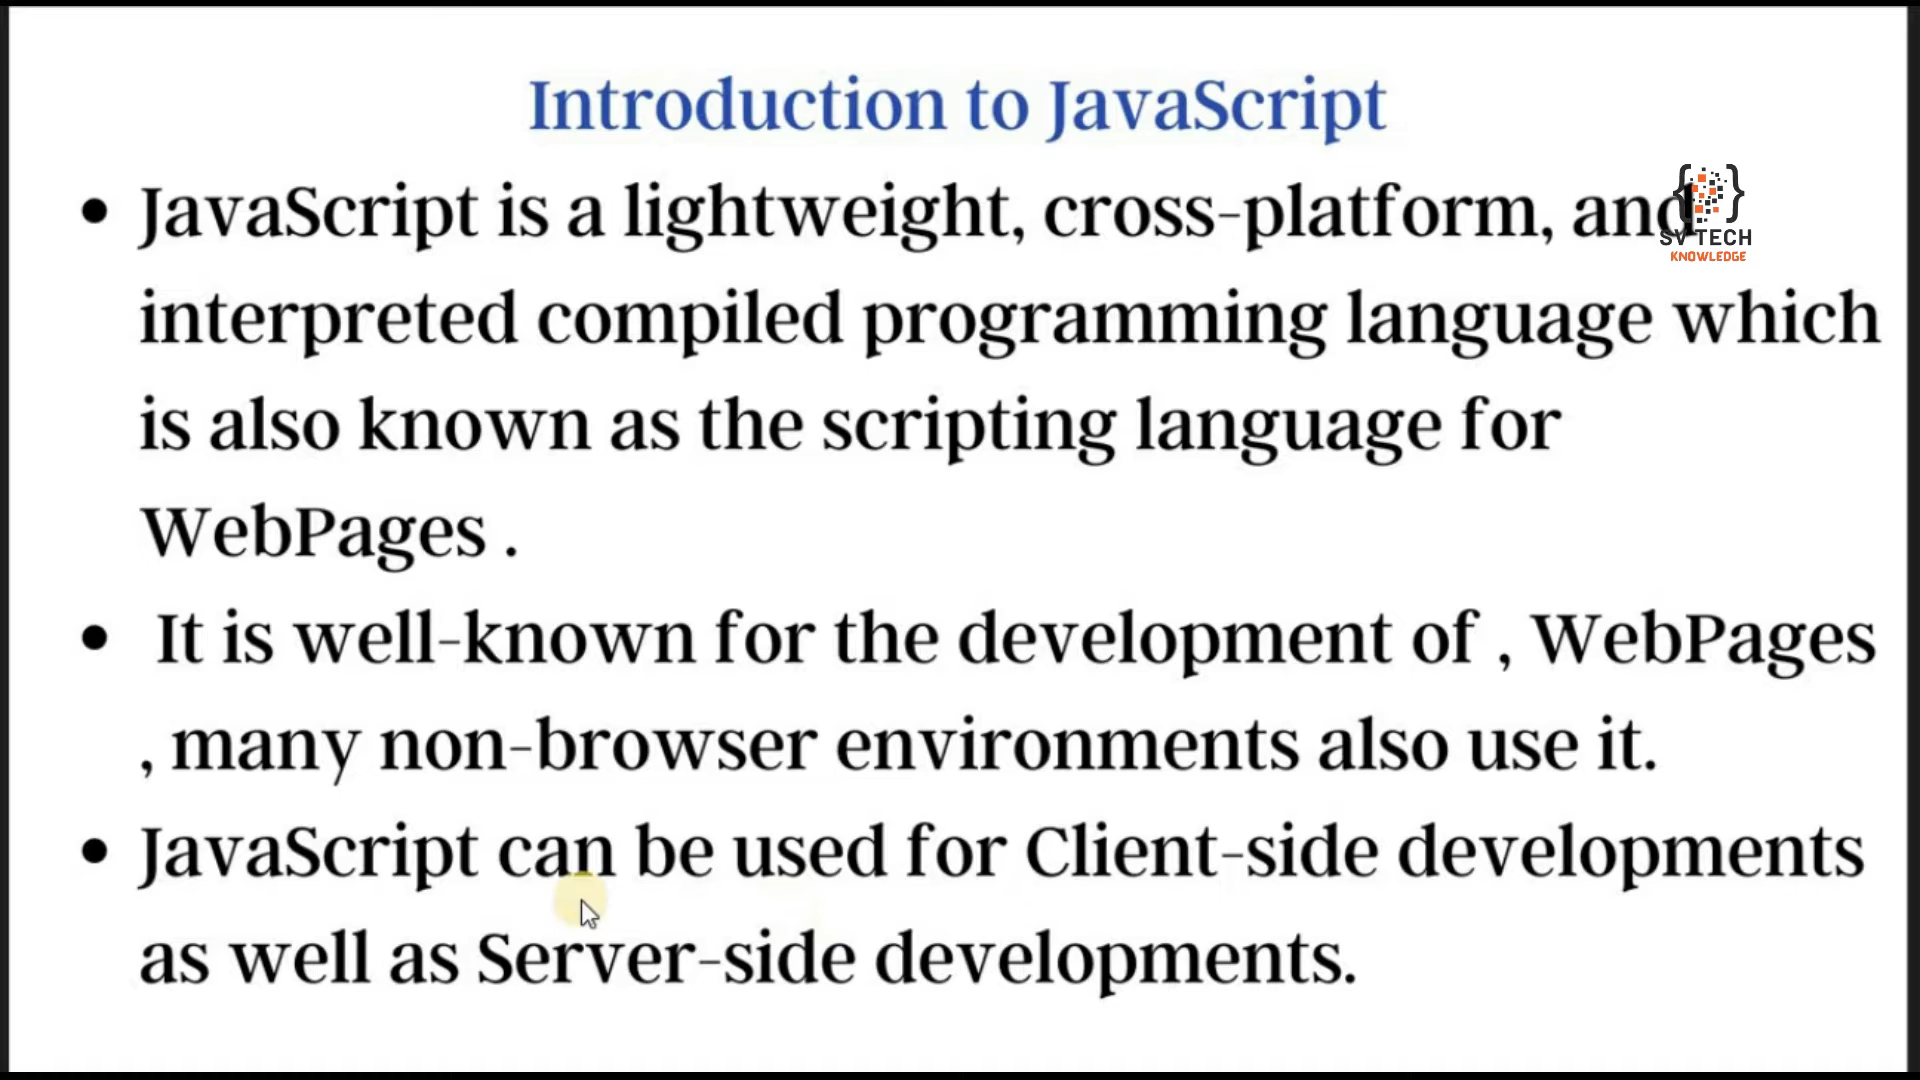 Introduction to JavaScript
• JavaScript is a lightweight, cross-platform, and
interpreted compiled programming language which
is also known as the scripting language for
WebPages .
• It is well-known for the development of , WebPages
, many non-browser environments also use it.
• JavaScript can be used for Client-side developments
as well as Server-side developments.
SV TECH
KNOWLEDGE